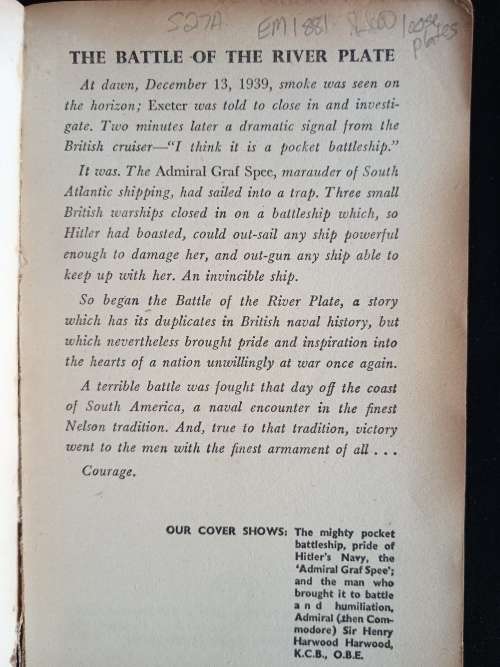 S27A EM1881 loose
plates
THE BATTLE OF THE RIVER PLATE
At dawn, December 13, 1939, smoke was seen on
the horizon; Exeter was told to close in and investi-
gate. Two minutes later a dramatic signal from the
British cruiser—"I think it is a pocket battleship."
It was. The Admiral Graf Spee, marauder of South
Atlantic shipping, had sailed into a trap. Three small
British warships closed in on a battleship which, so
Hitler had boasted, could out-sail any ship powerful
enough to damage her, and out-gun any ship able to
keep up with her. An invincible ship.
So began the Battle of the River Plate, a story
which has its duplicates in British naval history, but
which nevertheless brought pride and inspiration into
the hearts of a nation unwillingly at war once again.
A terrible battle was fought that day off the coast
of South America, a naval encounter in the finest
Nelson tradition. And, true to that tradition, victory
went to the men with the finest armament of all . . .
Courage.
OUR COVER SHOWS: The mighty pocket
battleship, pride of
Hitler's Navy, the
'Admiral Graf Spee';
and the man who
brought it to battle
and humiliation,
Admiral (then Com-
modore) Sir Henry
Harwood Harwood,
K.C.B., O.B.E.